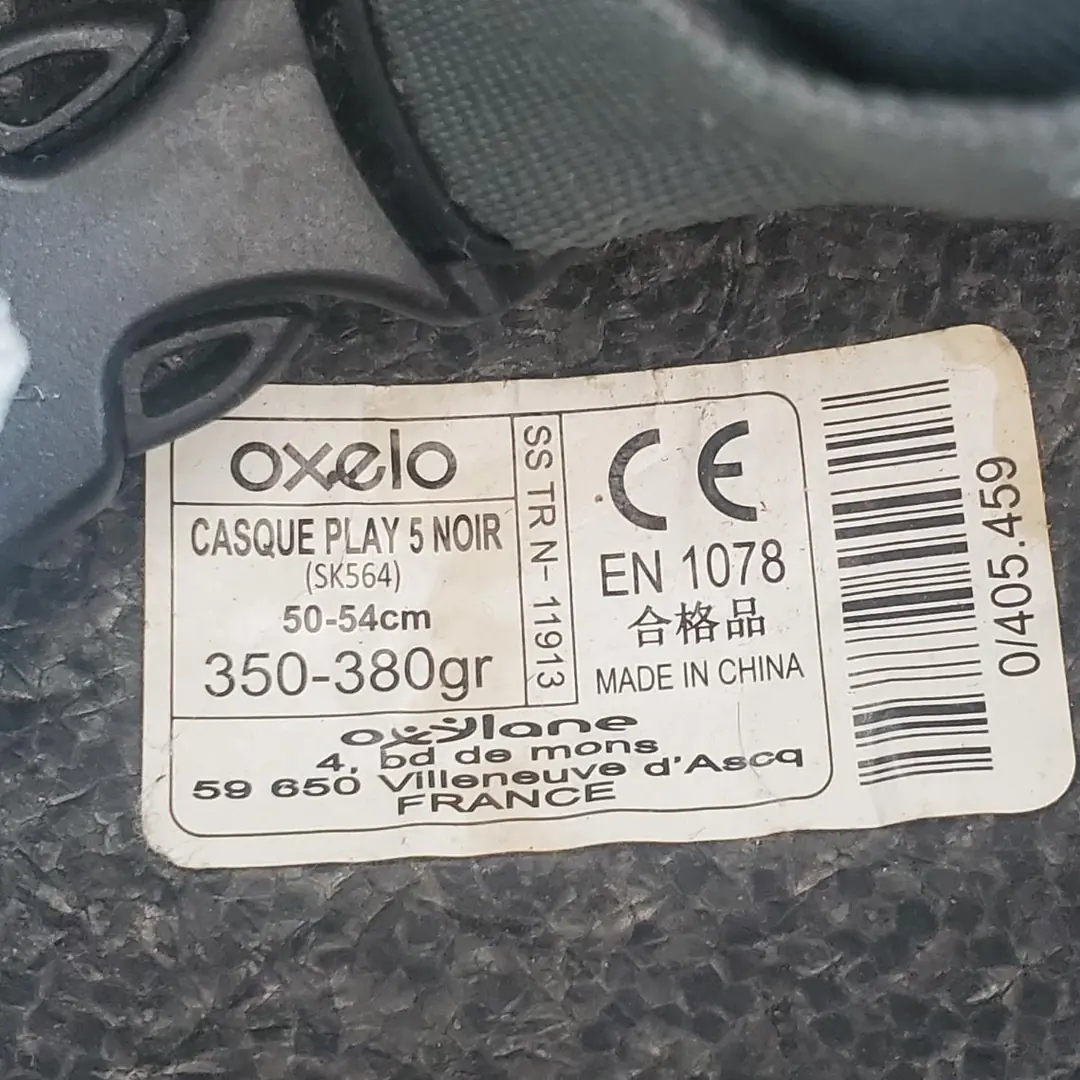 oxelo
CASQUE PLAY 5 NOIR
(SK564)
50-54cm
350-380gr
SS TR N- 11913
CE
EN 1078
合格品
MADE IN CHINA
oxylane
4, bd de mons
59 650 Villeneuve d'Ascq
FRANCE
0/405.459